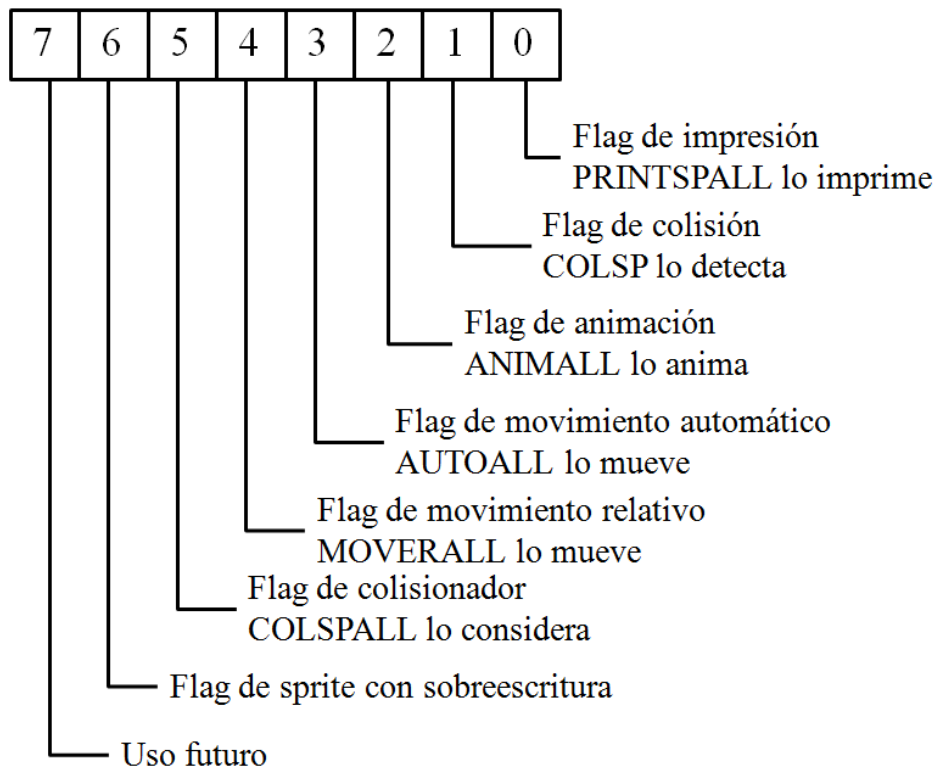 7 6 5 4 3 2 1 0
Flag de impresión
PRINTSPALL lo imprime
Flag de colisión
COLSP lo detecta
Flag de animación
ANIMALL lo anima
Flag de movimiento automático
AUTOALL lo mueve
Flag de movimiento relativo
MOVERALL lo mueve
Flag de colisionador
COLSPALL lo considera
Flag de sprite con sobreescritura
Uso futuro